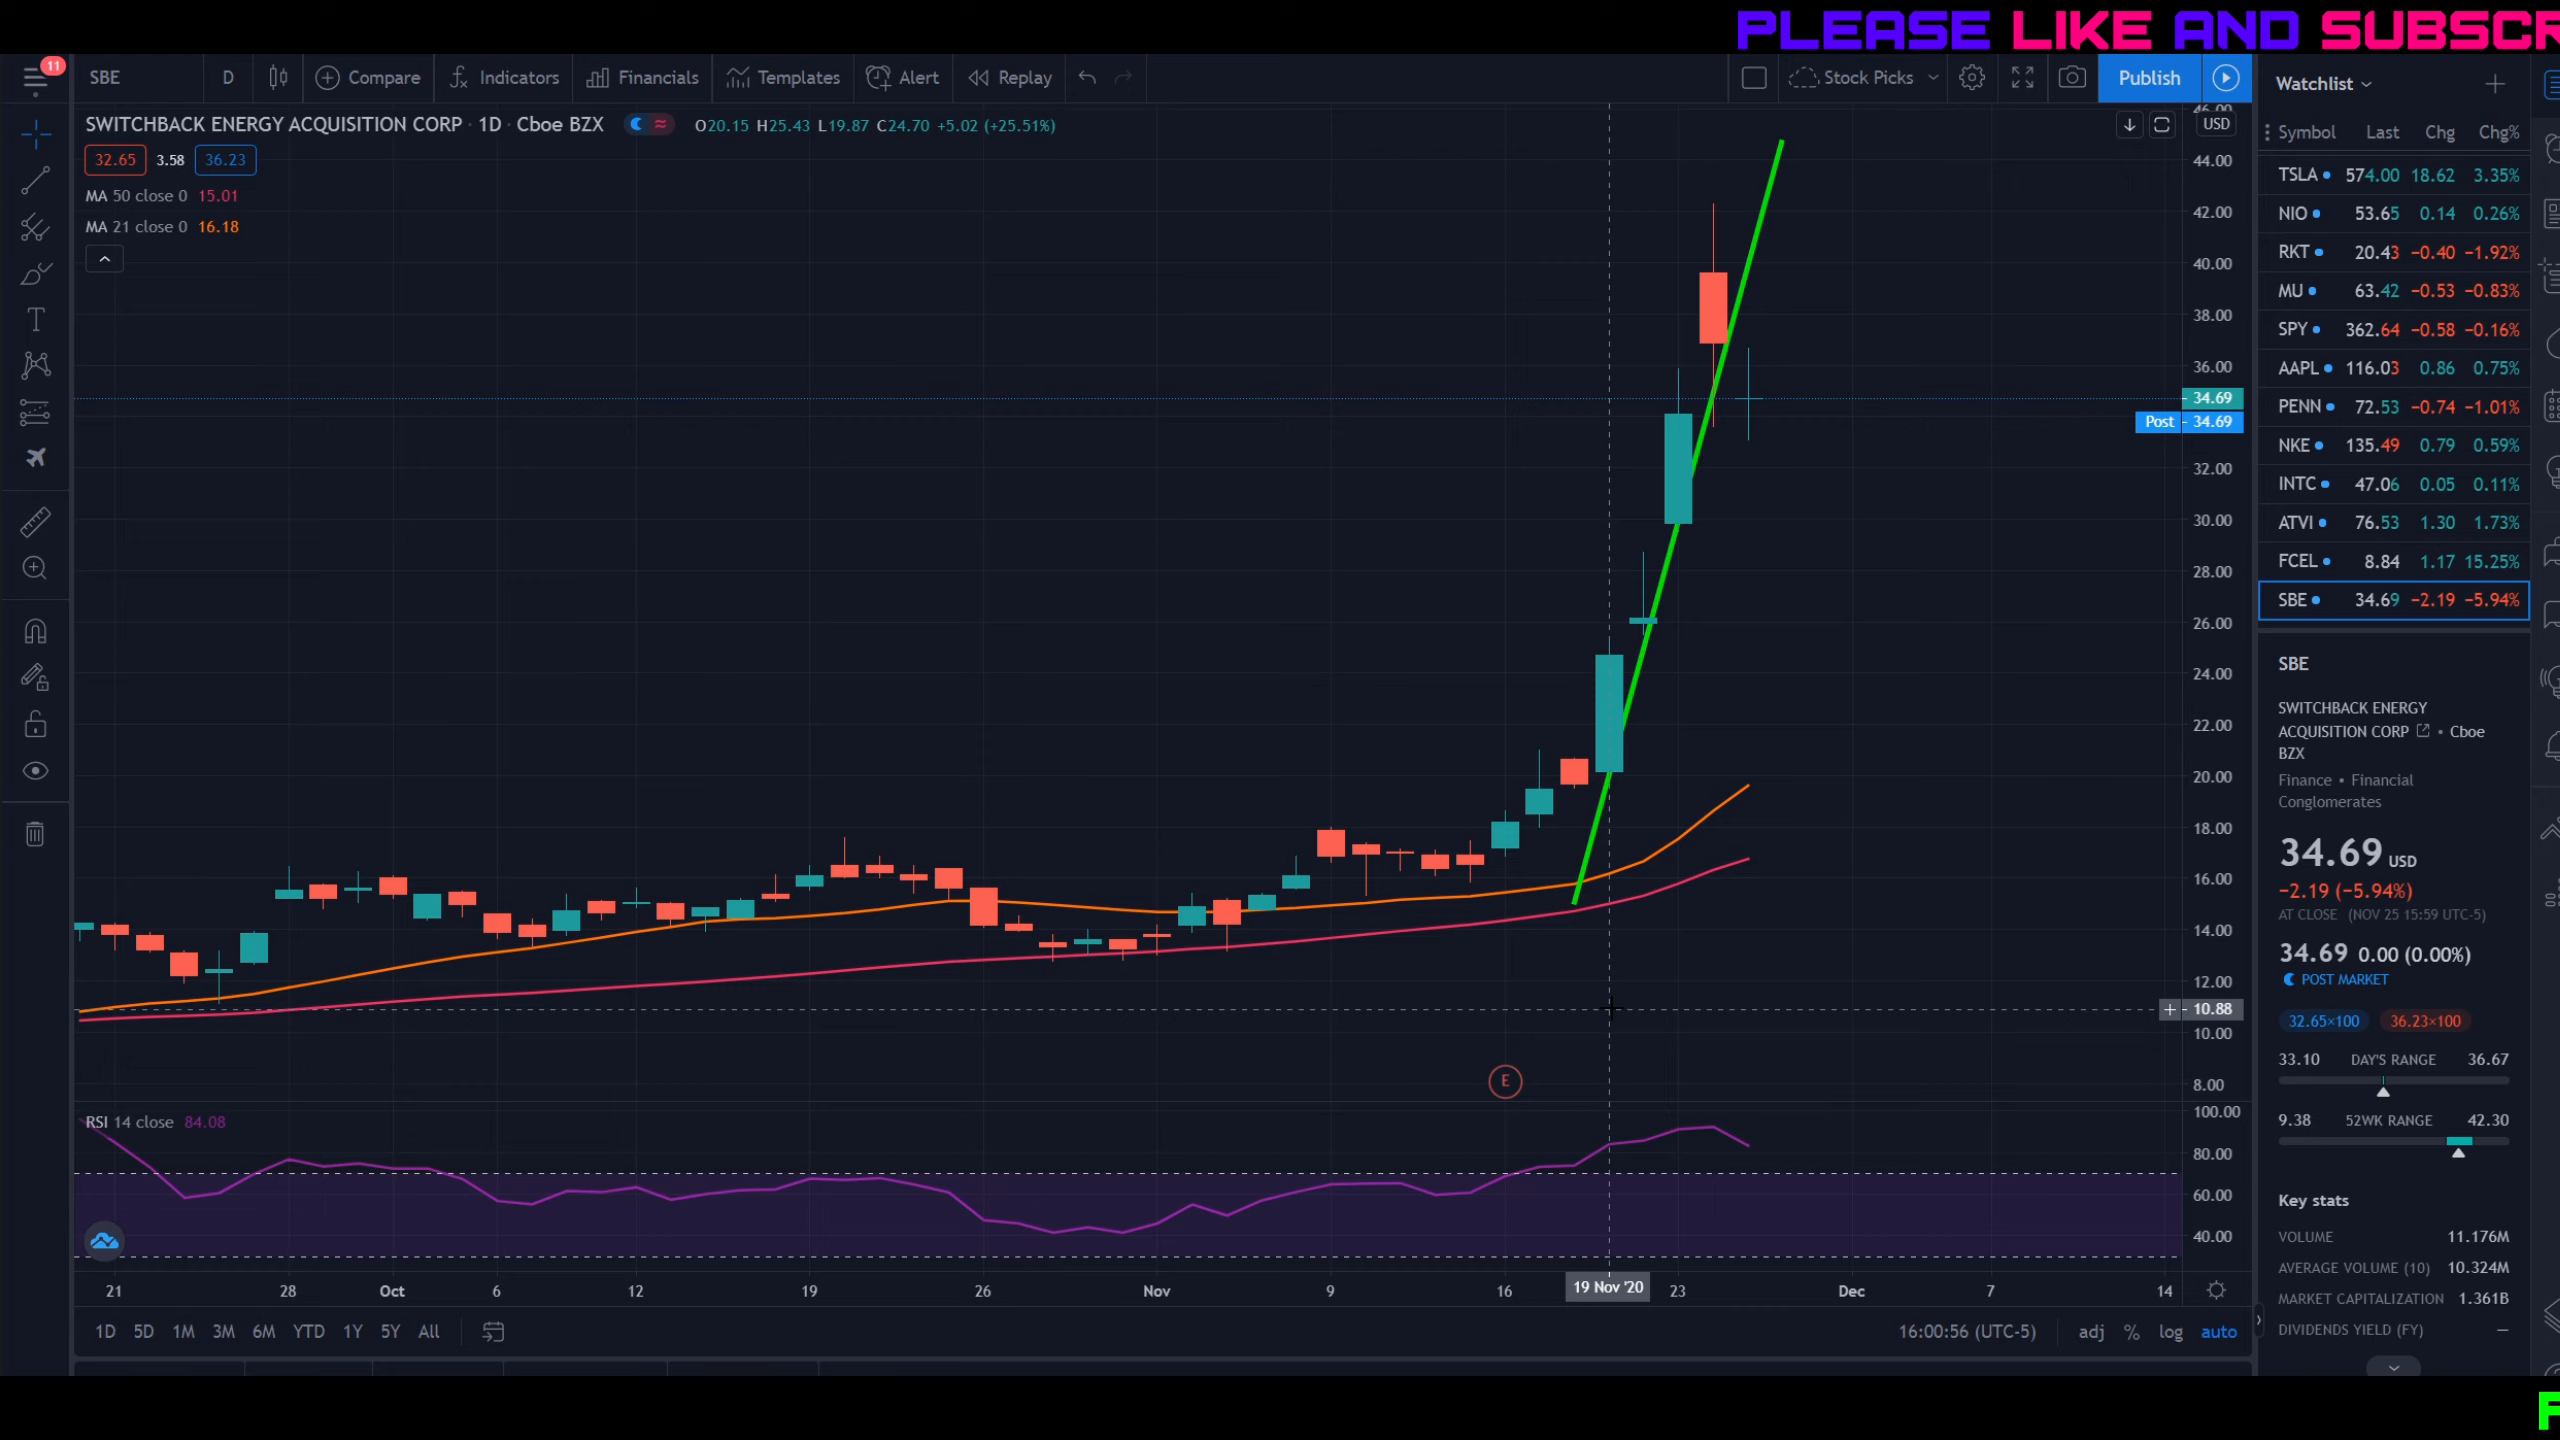 PLEASE LIKE AND SUBSCR
11
SBE D Compare Indicators Financials Templates Alert Replay Stock Picks Publish
SWITCHBACK ENERGY ACQUISITION CORP · 1D · Cboe BZX O20.15 H25.43 L19.87 C24.70 +5.02 (+25.51%)
32.65 3.58 36.23
MA 50 close 0 15.01
MA 21 close 0 16.18
USD
46.00
44.00
42.00
40.00
38.00
36.00
34.69
Post 34.69
32.00
30.00
28.00
26.00
24.00
22.00
20.00
18.00
16.00
14.00
12.00
10.88
10.00
8.00
E
RSI 14 close 84.08
100.00
80.00
60.00
40.00
21 28 Oct 6 12 19 26 Nov 9 16 19 Nov '20 23 Dec 7 14
1D 5D 1M 3M 6M YTD 1Y 5Y All 16:00:56 (UTC-5) adj % log auto
Watchlist
Symbol Last Chg Chg%
TSLA 574.00 18.62 3.35%
NIO 53.65 0.14 0.26%
RKT 20.43 −0.40 −1.92%
MU 63.42 −0.53 −0.83%
SPY 362.64 −0.58 −0.16%
AAPL 116.03 0.86 0.75%
PENN 72.53 −0.74 −1.01%
NKE 135.49 0.79 0.59%
INTC 47.06 0.05 0.11%
ATVI 76.53 1.30 1.73%
FCEL 8.84 1.17 15.25%
SBE 34.69 −2.19 −5.94%
SBE
SWITCHBACK ENERGY
ACQUISITION CORP • Cboe
BZX
Finance • Financial
Conglomerates
34.69 USD
−2.19 (−5.94%)
AT CLOSE (NOV 25 15:59 UTC-5)
34.69 0.00 (0.00%)
POST MARKET
32.65×100 36.23×100
33.10 DAY'S RANGE 36.67
9.38 52WK RANGE 42.30
Key stats
VOLUME 11.176M
AVERAGE VOLUME (10) 10.324M
MARKET CAPITALIZATION 1.361B
DIVIDENDS YIELD (FY) —
F